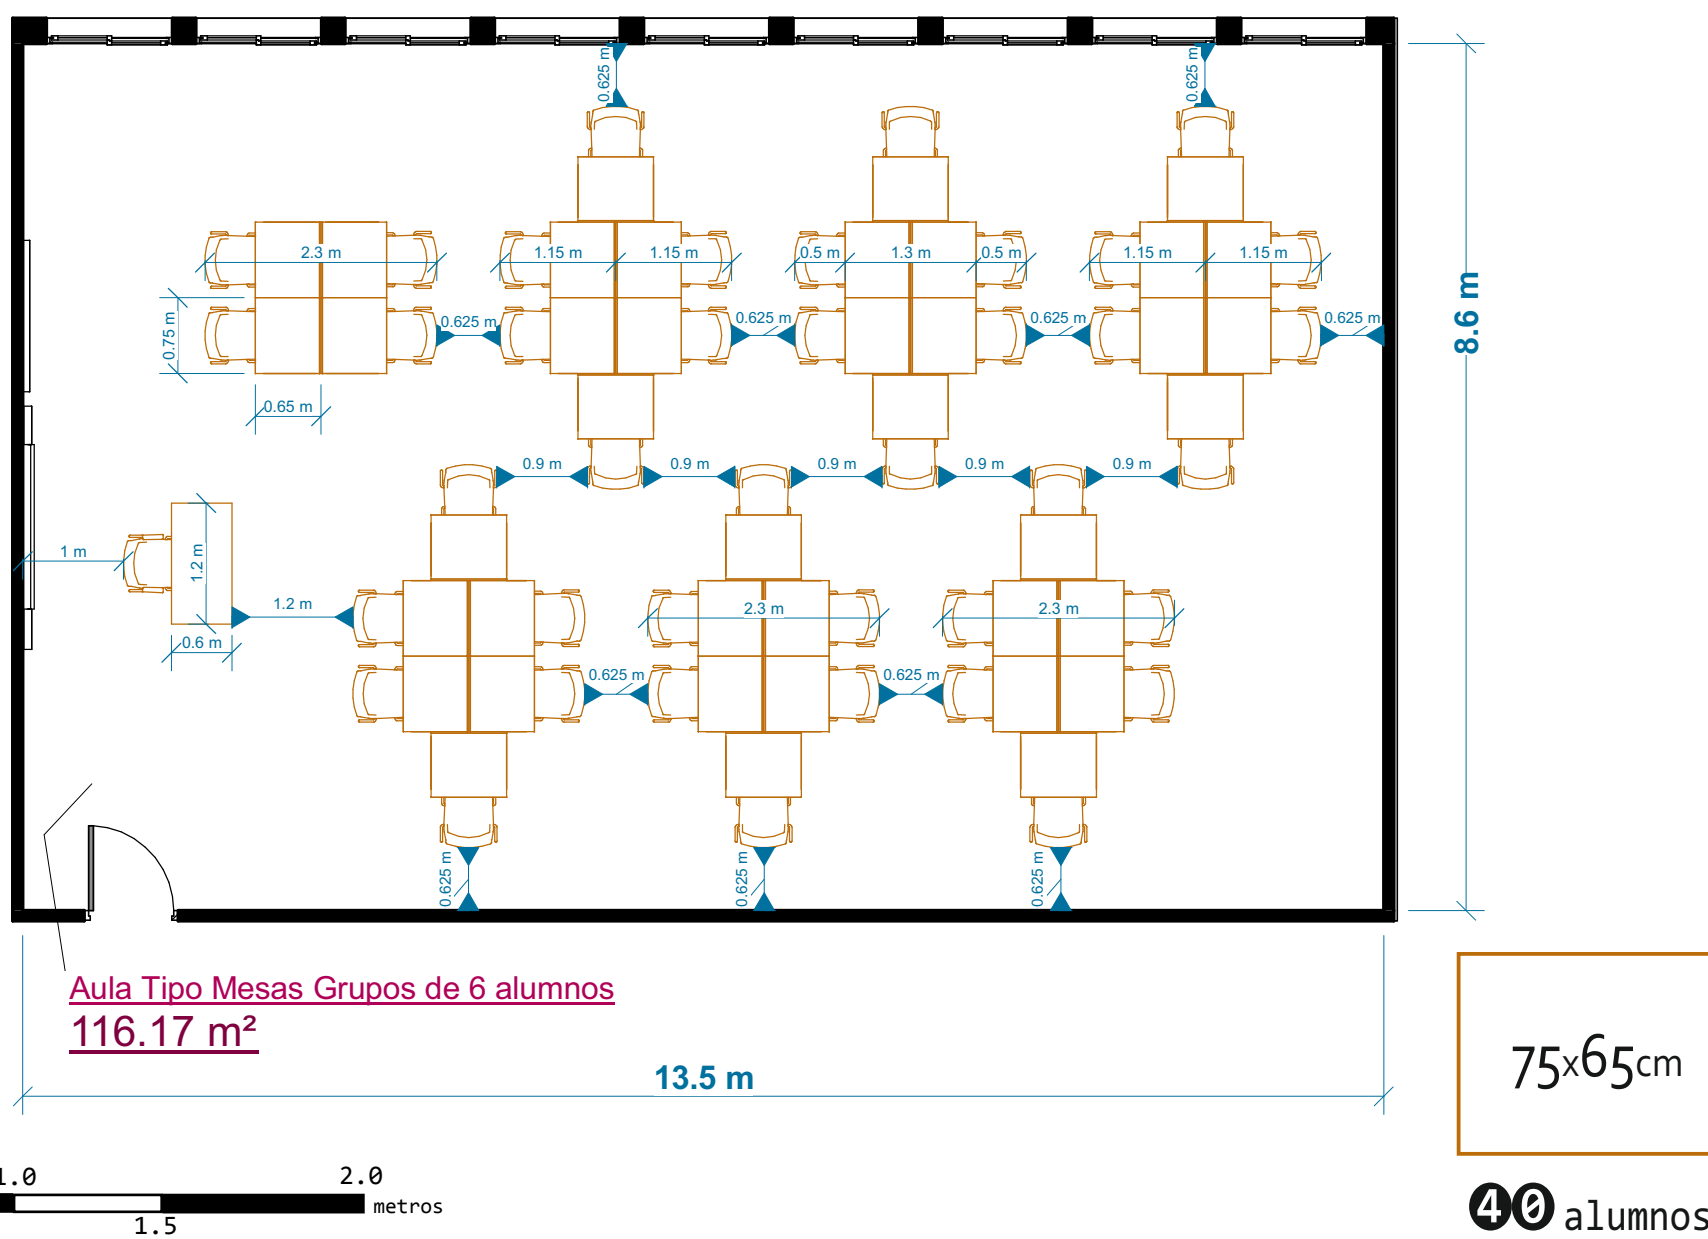 0.625 m
0.625 m
2.3 m
1.15 m
1.15 m
0.5 m
1.3 m
0.5 m
1.15 m
1.15 m
0.75 m
0.625 m
0.625 m
0.625 m
0.625 m
0.65 m
8.6 m
0.9 m
0.9 m
0.9 m
0.9 m
0.9 m
1 m
1.2 m
1.2 m
0.6 m
2.3 m
2.3 m
0.625 m
0.625 m
0.625 m
0.625 m
0.625 m
Aula Tipo Mesas Grupos de 6 alumnos
116.17 m²
13.5 m
75x65cm
1.0
2.0
metros
1.5
40 alumnos